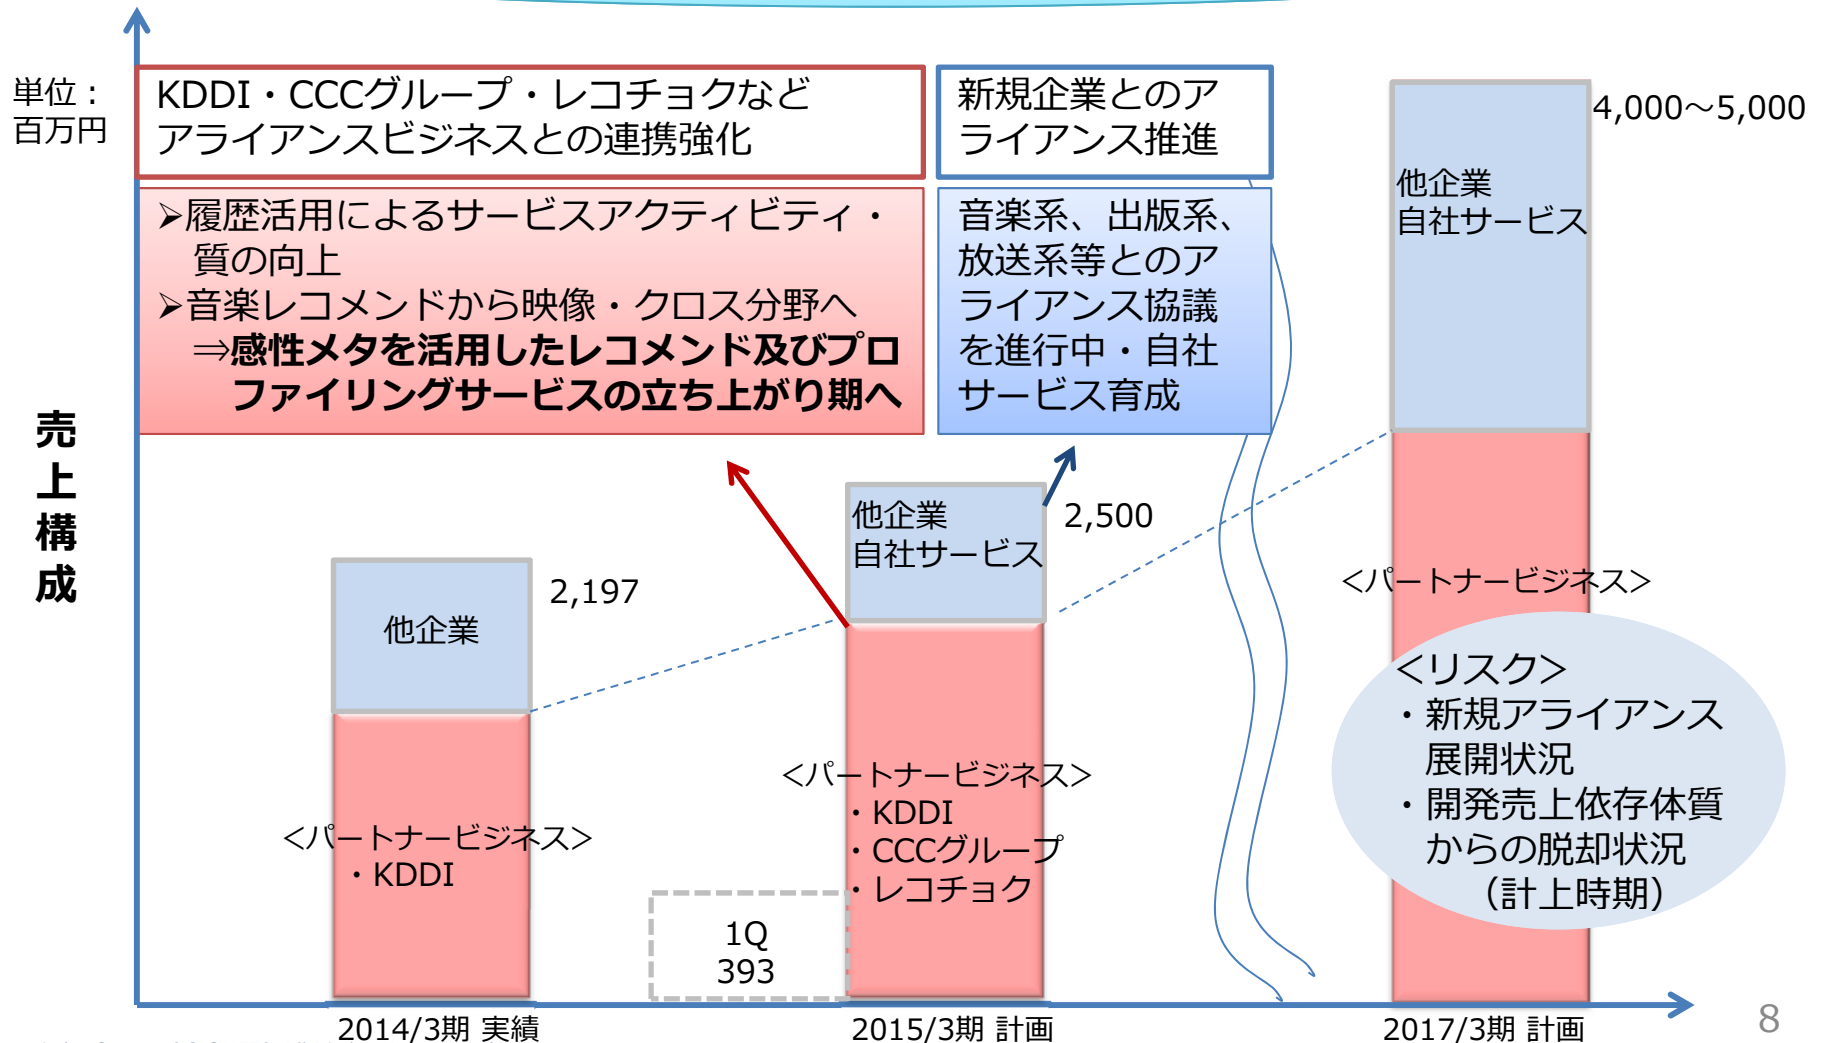 単位：
百万円
KDDI・CCCグループ・レコチョクなど
アライアンスビジネスとの連携強化
新規企業とのア
ライアンス推進
➢履歴活用によるサービスアクティビティ・
質の向上
➢音楽レコメンドから映像・クロス分野へ
⇒感性メタを活用したレコメンド及びプロ
ファイリングサービスの立ち上がり期へ
音楽系、出版系、
放送系等とのア
ライアンス協議
を進行中・自社
サービス育成
4,000～5,000
他企業
自社サービス
売
上
構
成
他企業
2,197
＜パートナービジネス＞
・KDDI
1Q
393
他企業
自社サービス
2,500
＜パートナービジネス＞
・KDDI
・CCCグループ
・レコチョク
＜パートナービジネス＞
＜リスク＞
・新規アライアンス
展開状況
・開発売上依存体質
からの脱却状況
（計上時期）
2014/3期 実績
2015/3期 計画
2017/3期 計画
8